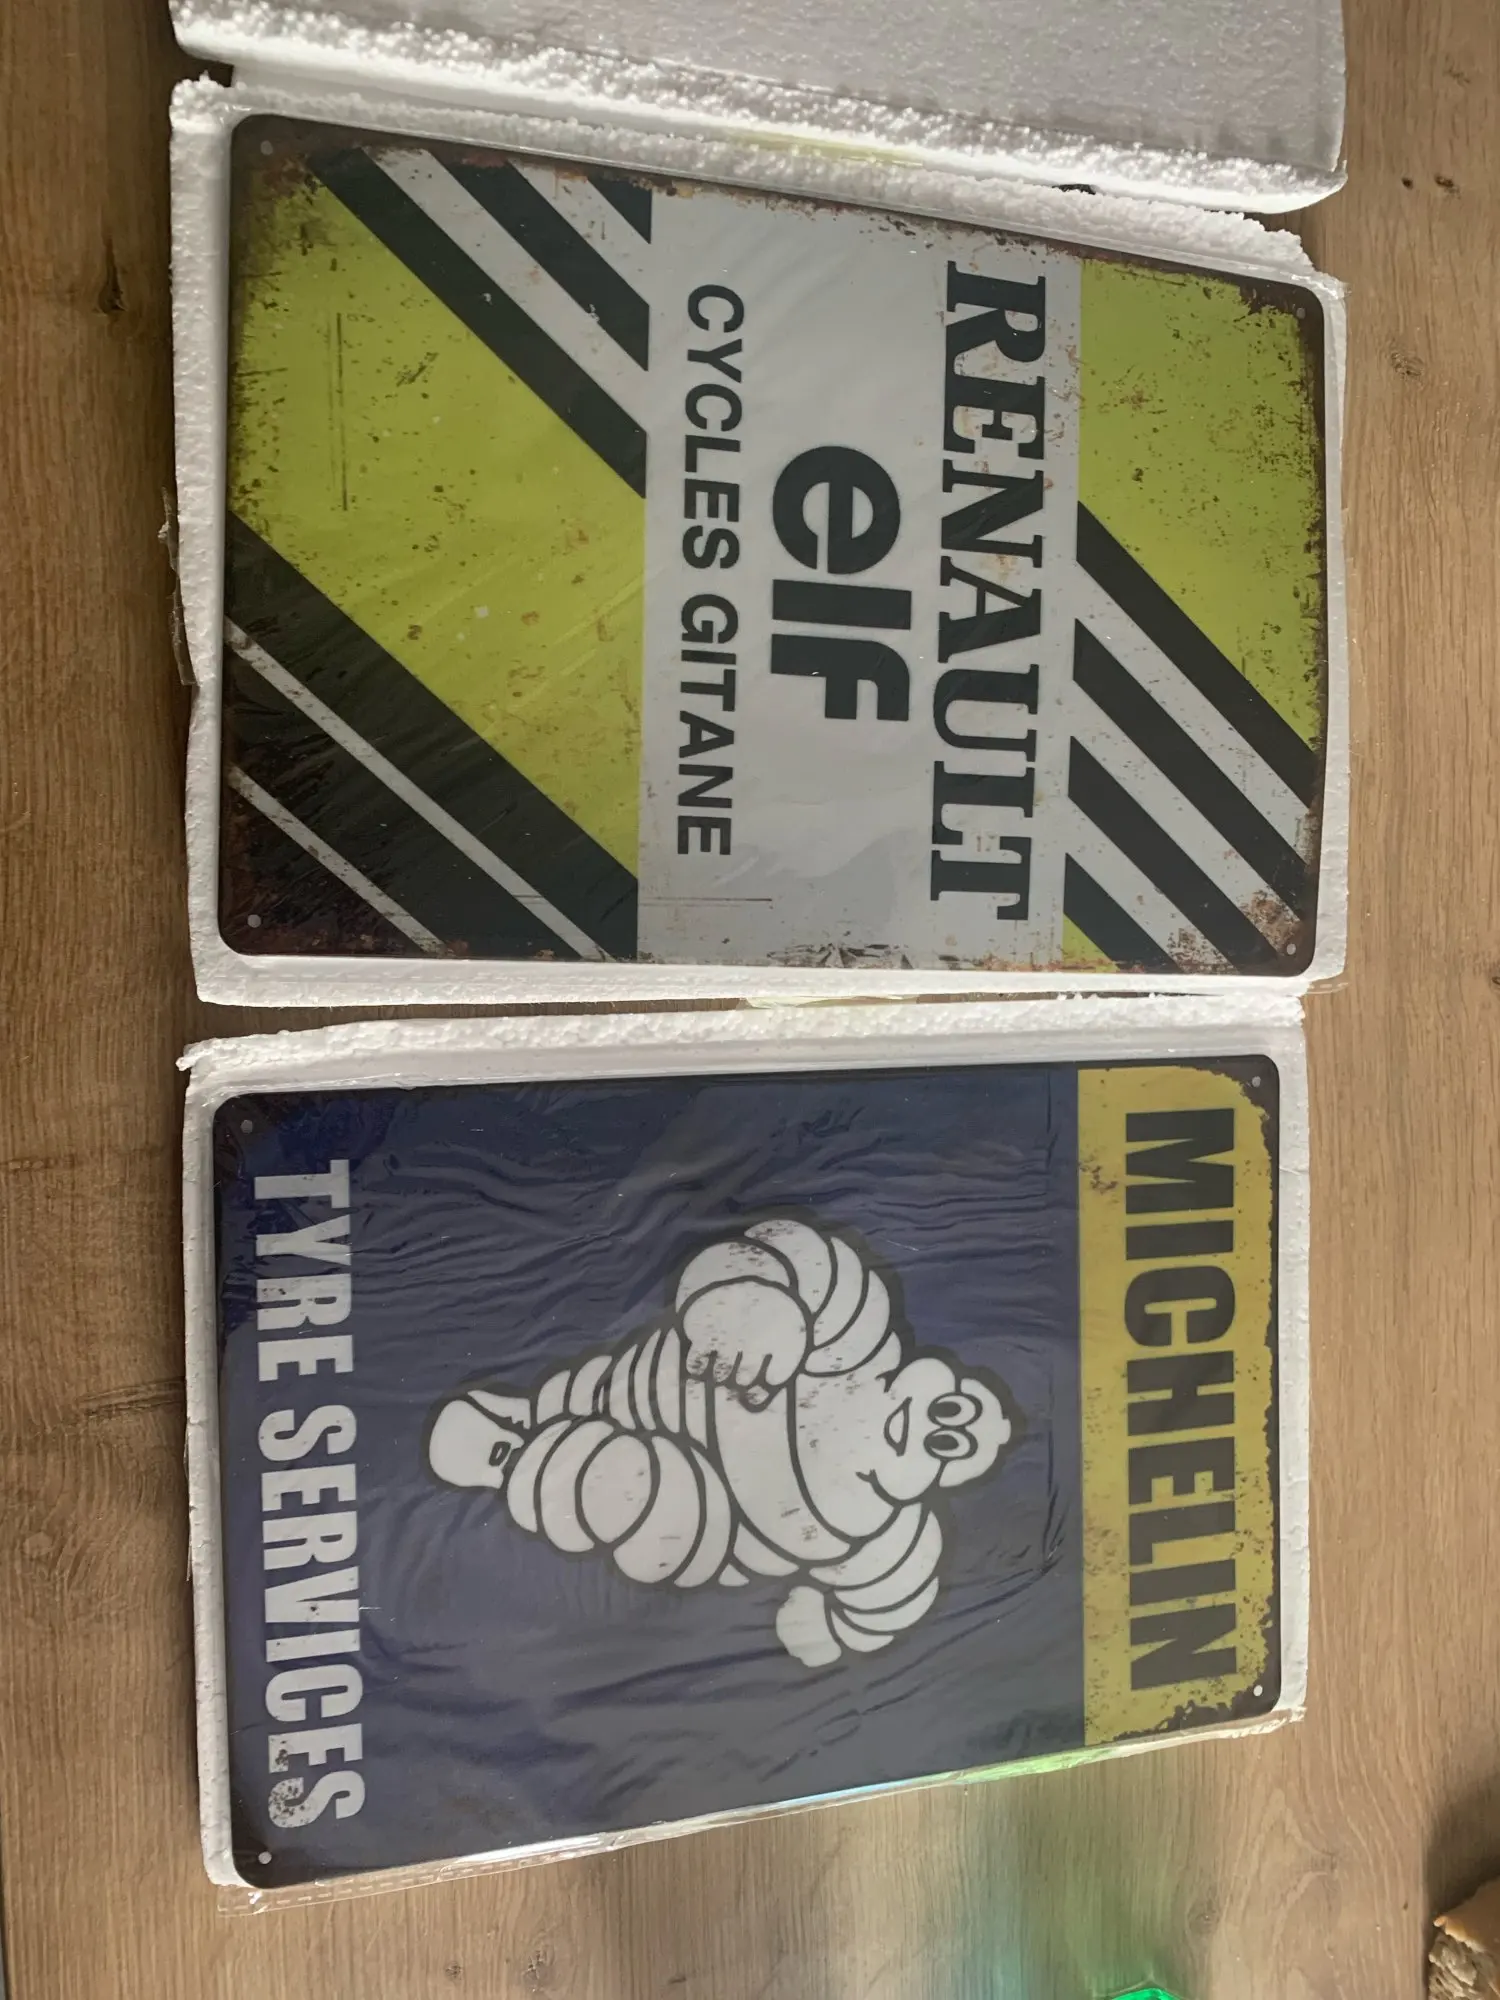 RENAULT
elf
CYCLES GITANE
MICHELIN
TYRE SERVICES